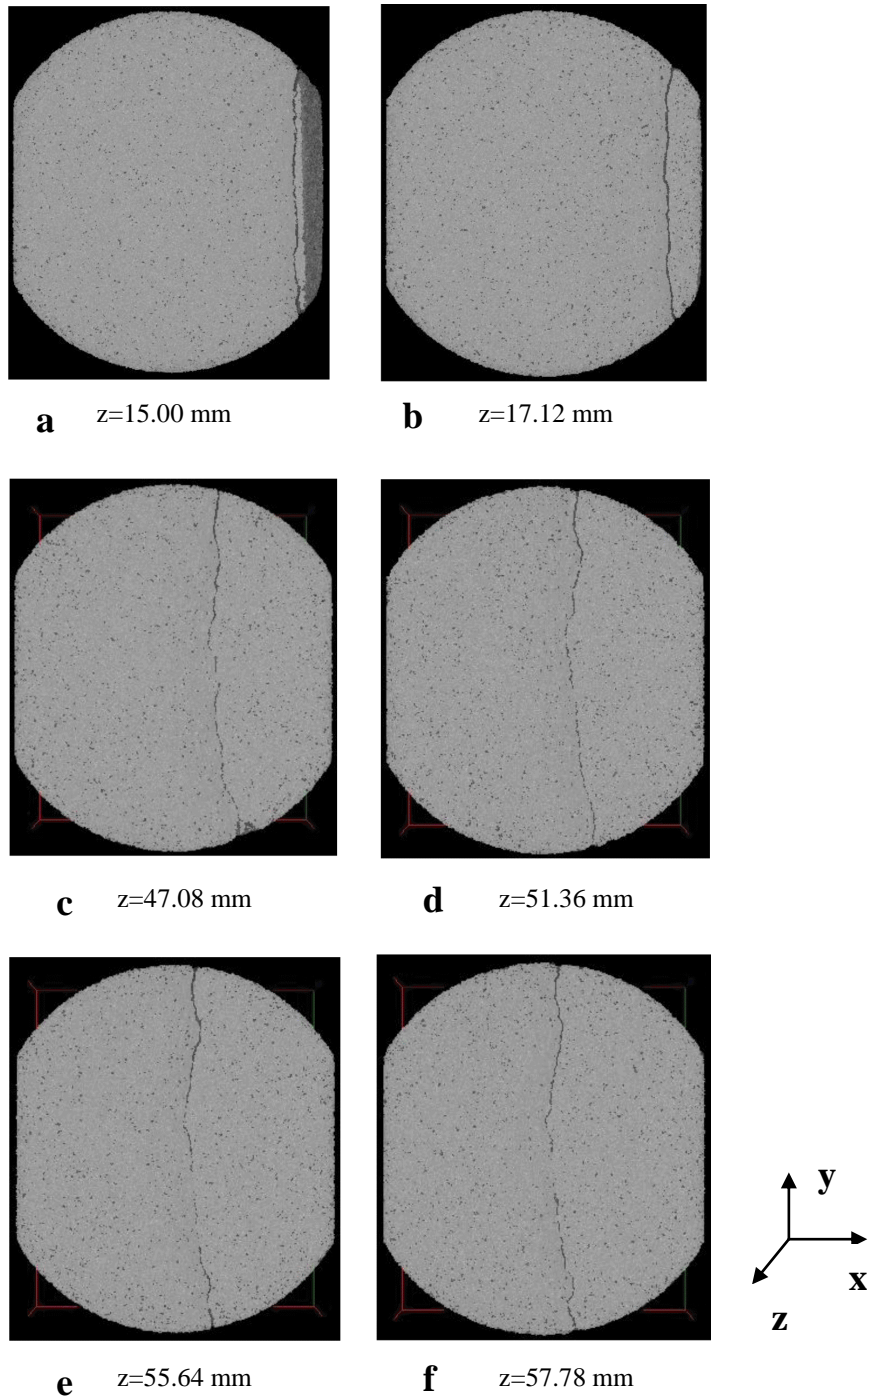 a z=15.00 mm
b z=17.12 mm
c z=47.08 mm
d z=51.36 mm
e z=55.64 mm
f z=57.78 mm
y
x
z